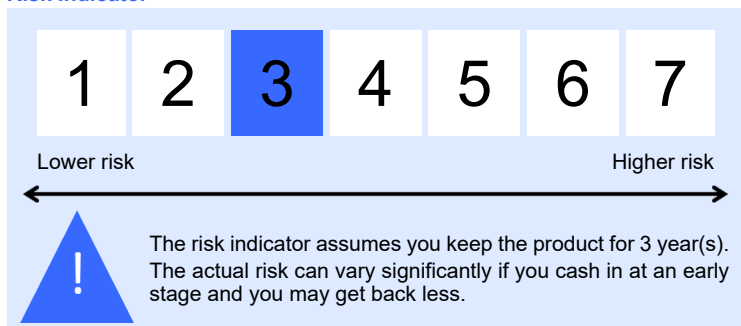 Risk Indicator
1 2 3 4 5 6 7
Lower risk Higher risk
!
The risk indicator assumes you keep the product for 3 year(s).
The actual risk can vary significantly if you cash in at an early
stage and you may get back less.